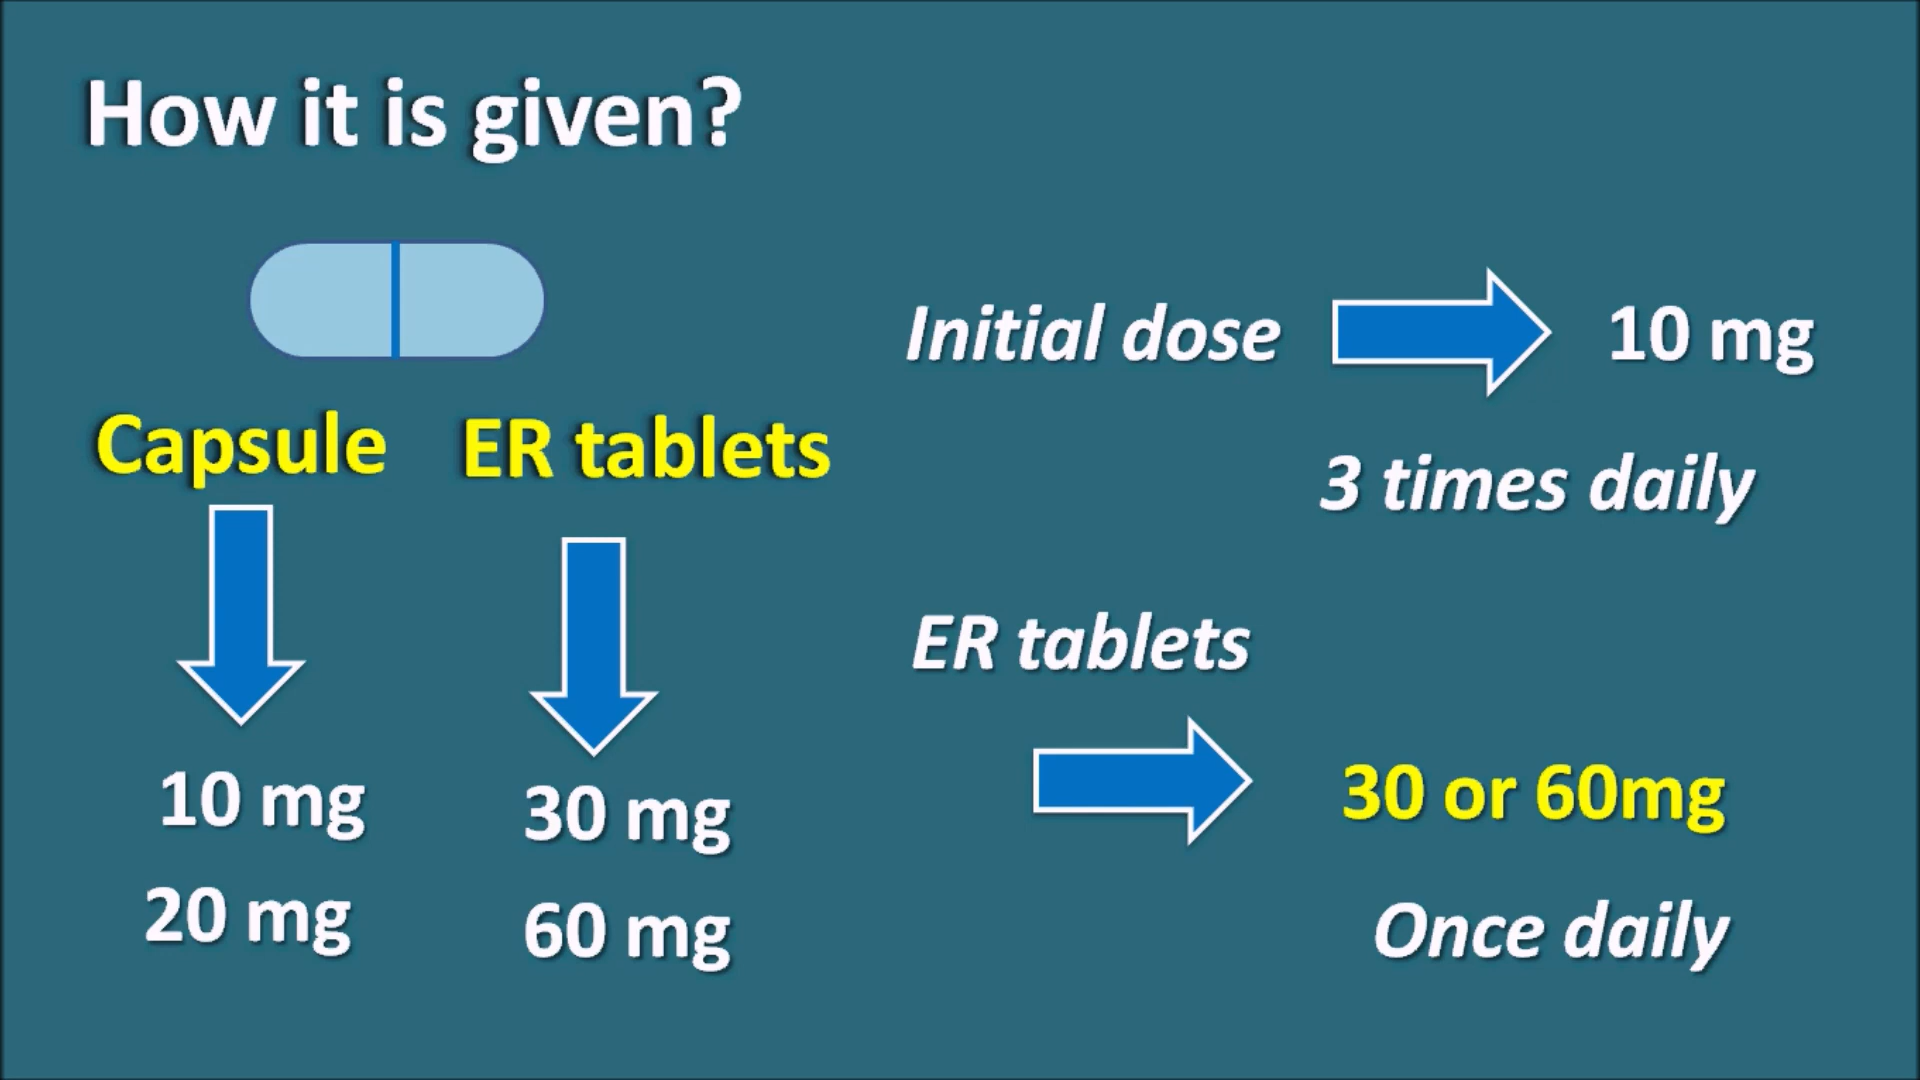 How it is given?
Capsule
ER tablets
10 mg
20 mg
30 mg
60 mg
Initial dose
10 mg
3 times daily
ER tablets
30 or 60mg
Once daily